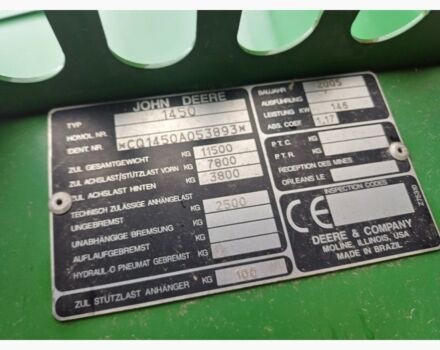 JOHN DEERE
TYP 1450
HOMOL NR.
IDENT NR. *CQ1450A053893*
ZUL GESAMTGEWICHT KG 11500
ZUL ACHSLAST/STÜTZLAST VORN KG 7800
ZUL ACHSLAST HINTEN KG 3800
TECHNISCH ZULÄSSIGE ANHÄNGELAST
UNGEBREMST KG 2500
UNABHÄNGIGE BREMSUNG KG
AUFLAUFGEBREMST KG
HYDRAUL-O PNEUMAT GEBREMST KG
ZUL STÜTZLAST ANHÄNGER KG 100
BAUJAHR 2005
AUSFÜHRUNG
LEISTUNG KW 146
ABS. COEF. 1,17
P.T.C. KG
P.T.R. KG
RECEPTION DES MINES
ORLEANS LE
INSPECTION CODES
CE
DEERE & COMPANY
MOLINE, ILLINOIS, USA
MADE IN BRAZIL